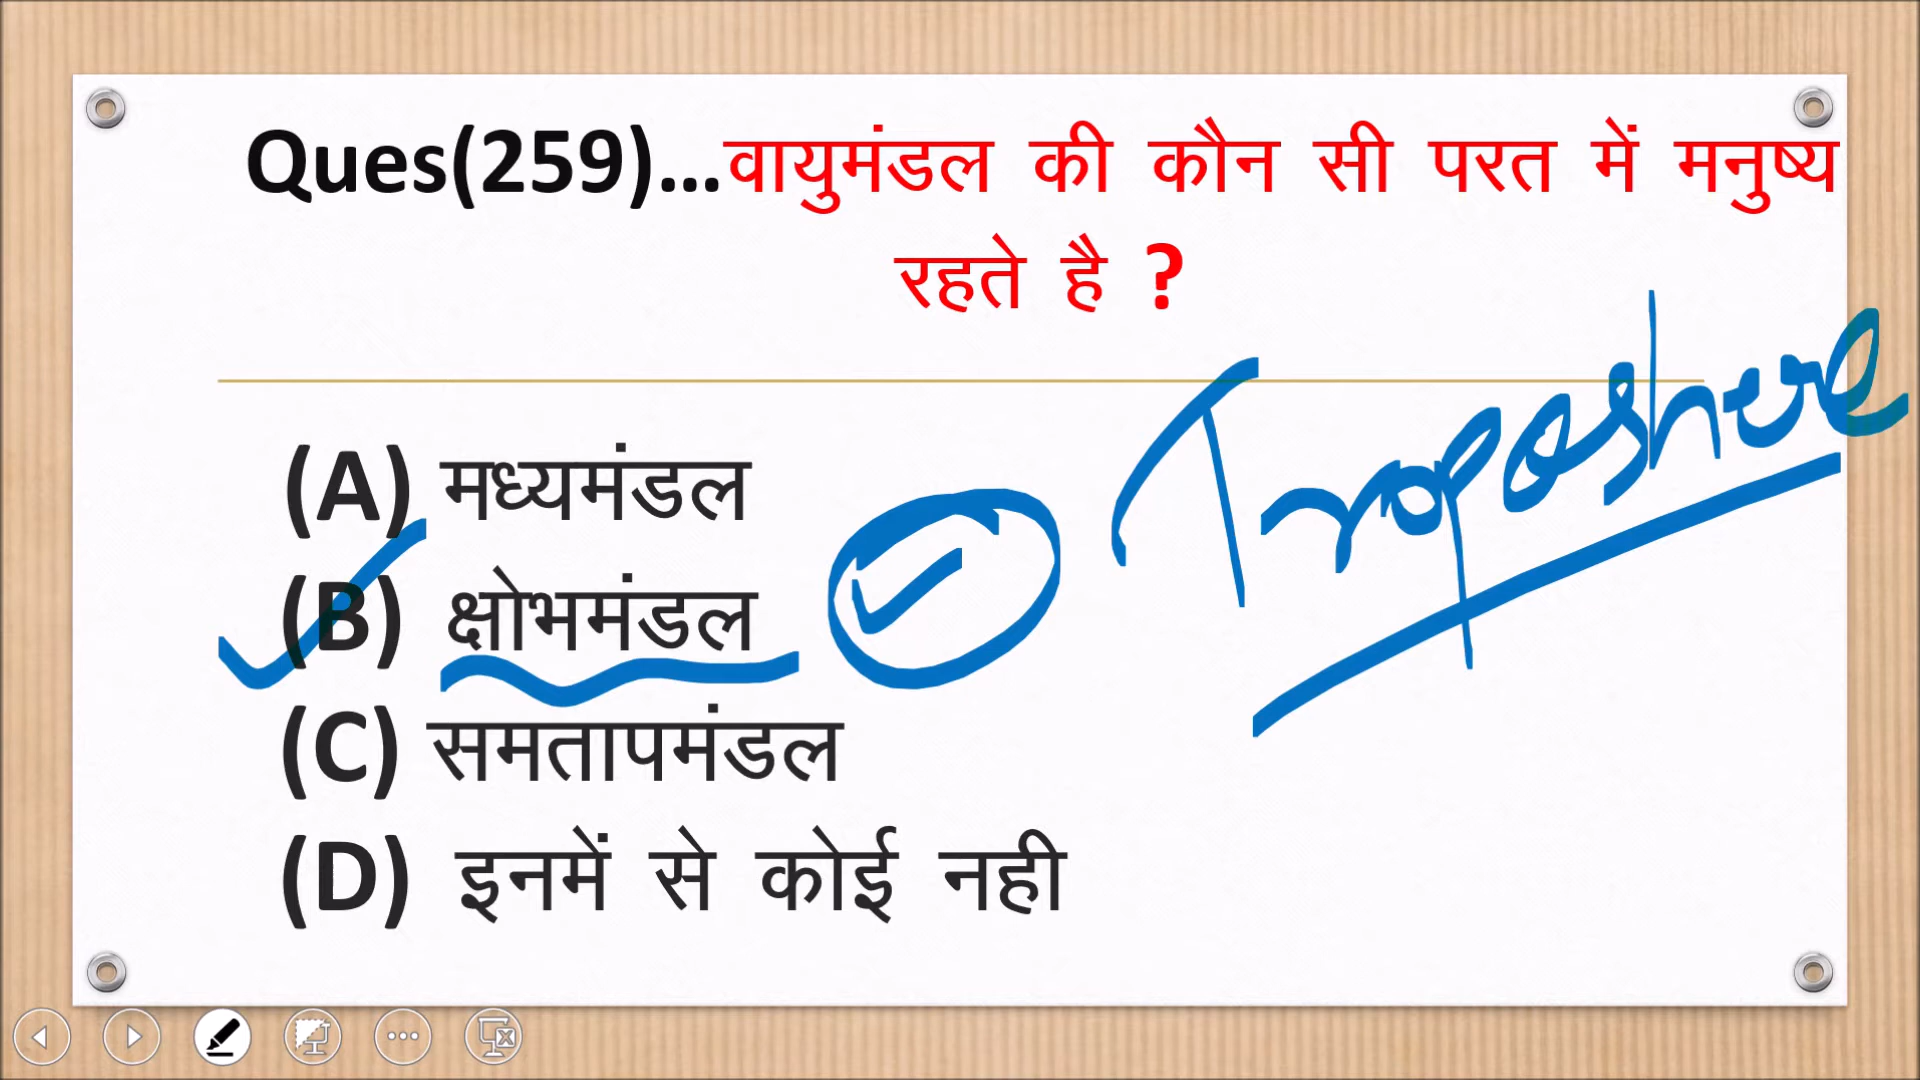 Ques(259)...वायुमंडल की कौन सी परत में मनुष्य
रहते है ?
Troposhere
(A) मध्यमंडल
(B) क्षोभमंडल
(C) समतापमंडल
(D) इनमें से कोई नही